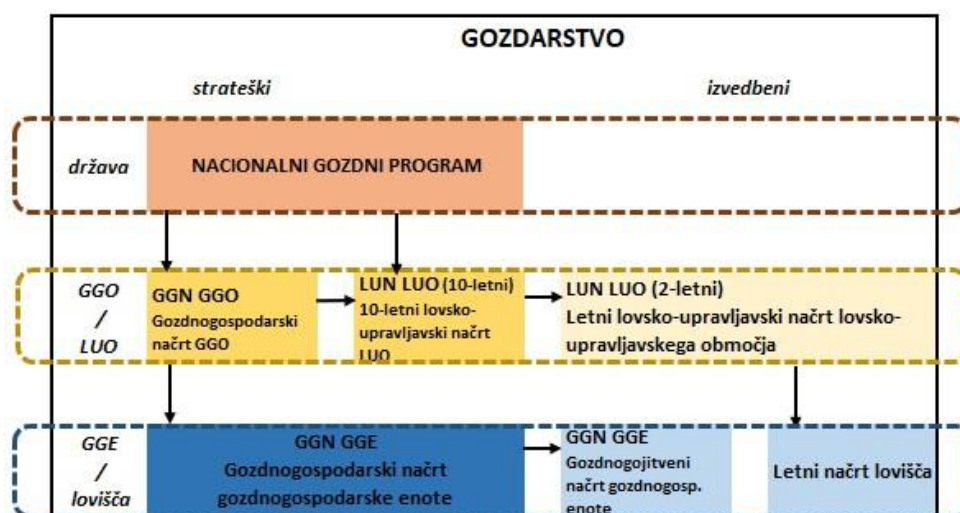 GOZDARSTVO
strateški
izvedbeni
država
NACIONALNI GOZDNI PROGRAM
GGO
/
LUO
GGN GGO
Gozdnogospodarski
načrt GGO
LUN LUO (10-letni)
10-letni lovsko-
upravljavski načrt
LUO
LUN LUO (2-letni)
Letni lovsko-upravljavski načrt lovsko-
upravljavskega območja
GGE
/
lovišča
GGN GGE
Gozdnogospodarski načrt
gozdnogospodarske enote
GGN GGE
Gozdnogojitveni
načrt gozdnogosp.
enote
Letni načrt lovišča